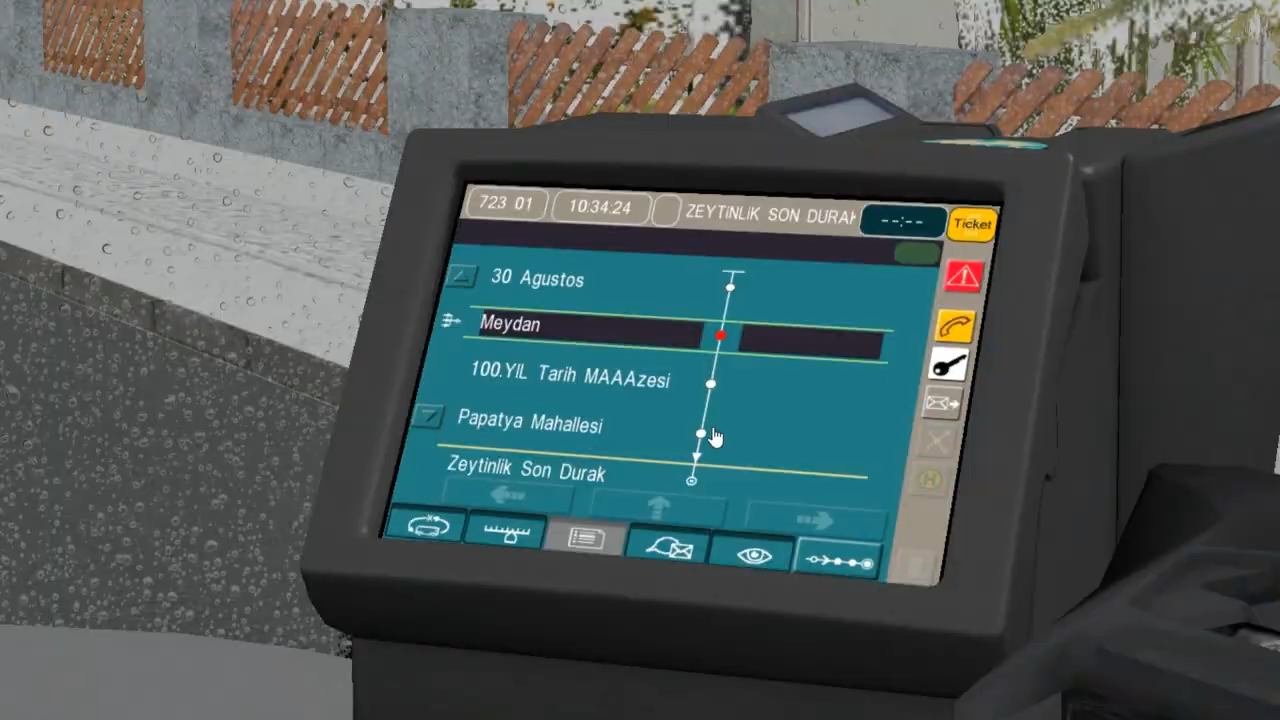 723 01
10:34:24
ZEYTINLIK SON DURAK
--:--
Ticket
30 Agustos
Meydan
100.YIL Tarih MAAAzesi
Papatya Mahallesi
Zeytinlik Son Durak
H